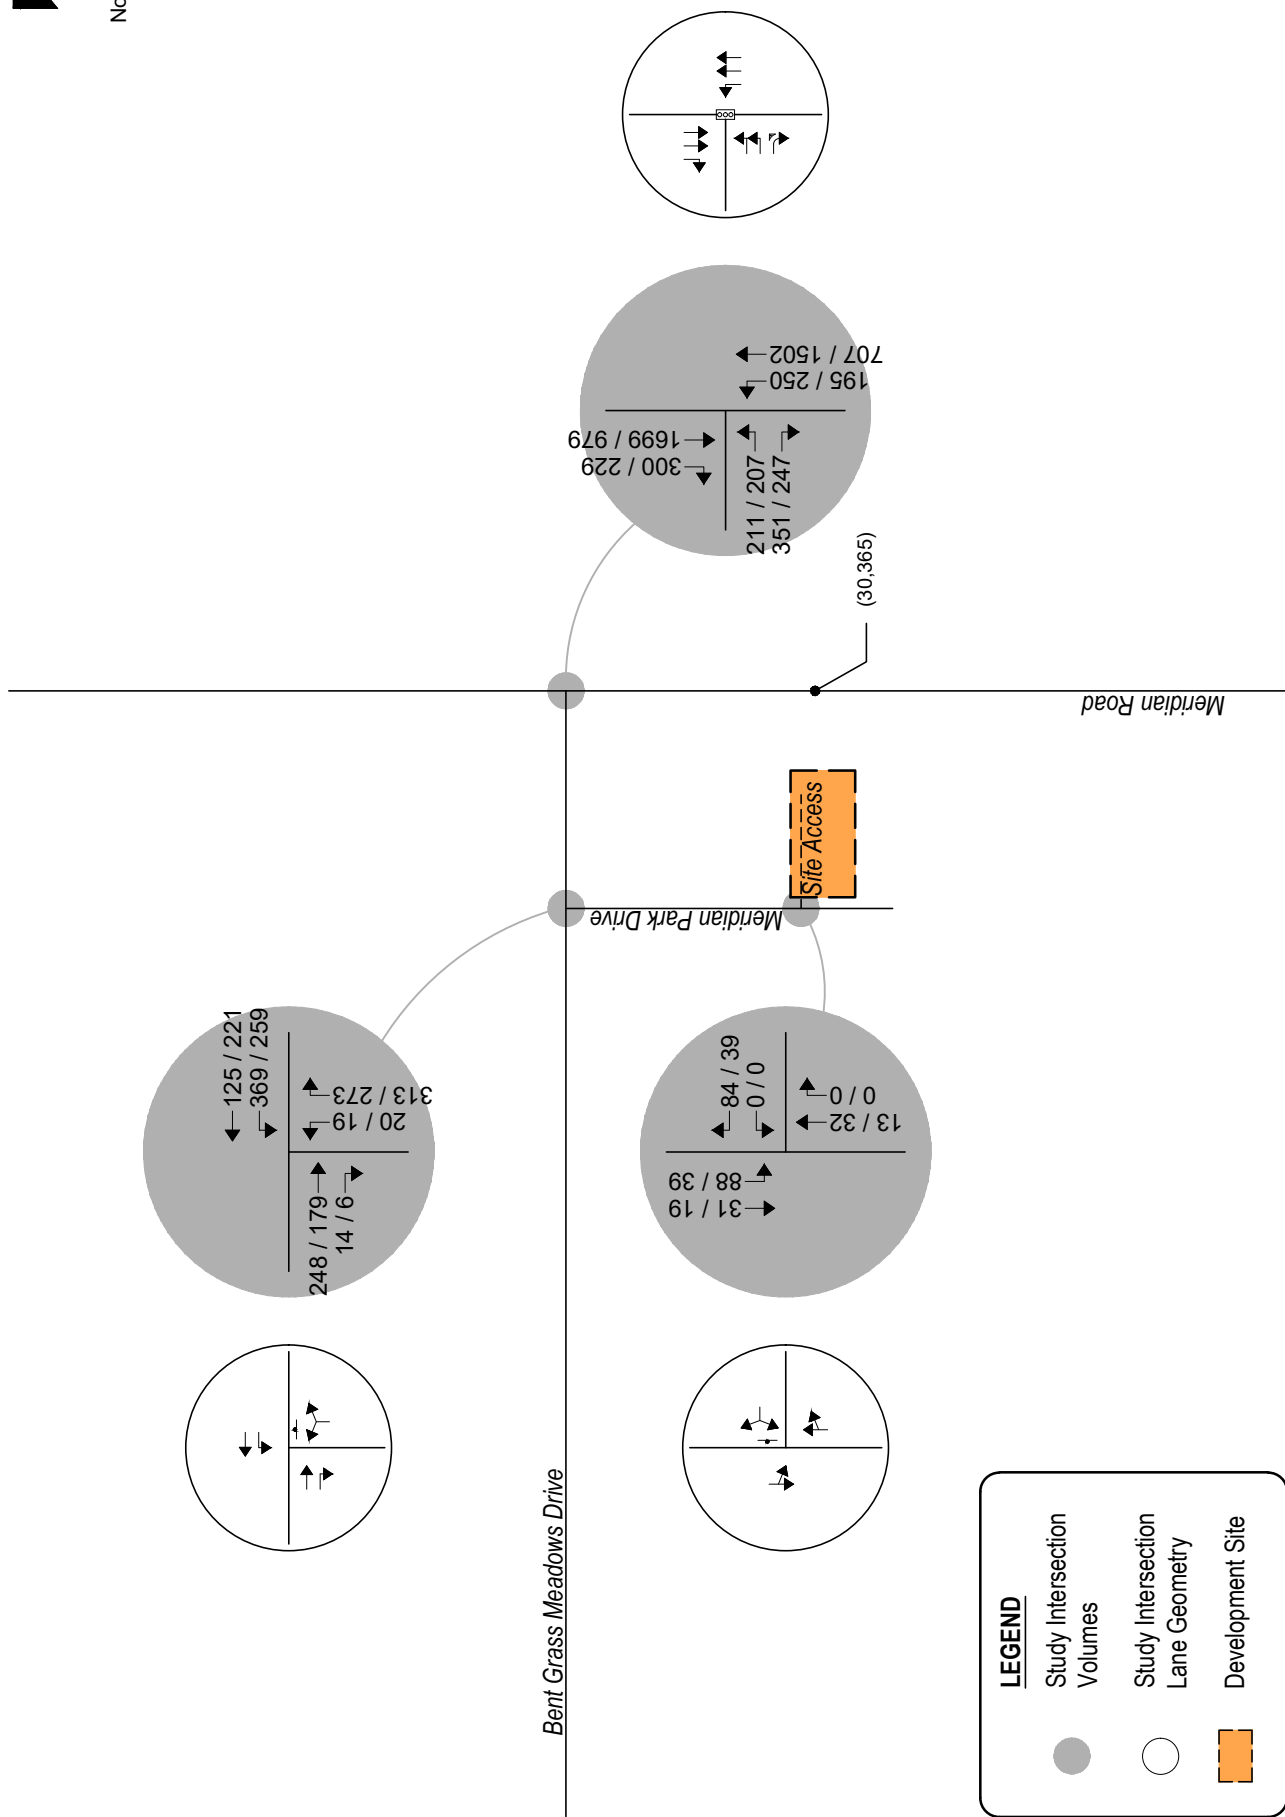 No
707 / 1502
195 / 250
1699 / 979
300 / 229
211 / 207
351 / 247
(30,365)
Meridian Road
Site Access
Meridian Park Drive
125 / 221
369 / 259
313 / 273
20 / 19
248 / 179
14 / 6
84 / 39
0 / 0
0 / 0
13 / 32
88 / 39
31 / 19
Bent Grass Meadows Drive
LEGEND
Study Intersection
Volumes
Study Intersection
Lane Geometry
Development Site